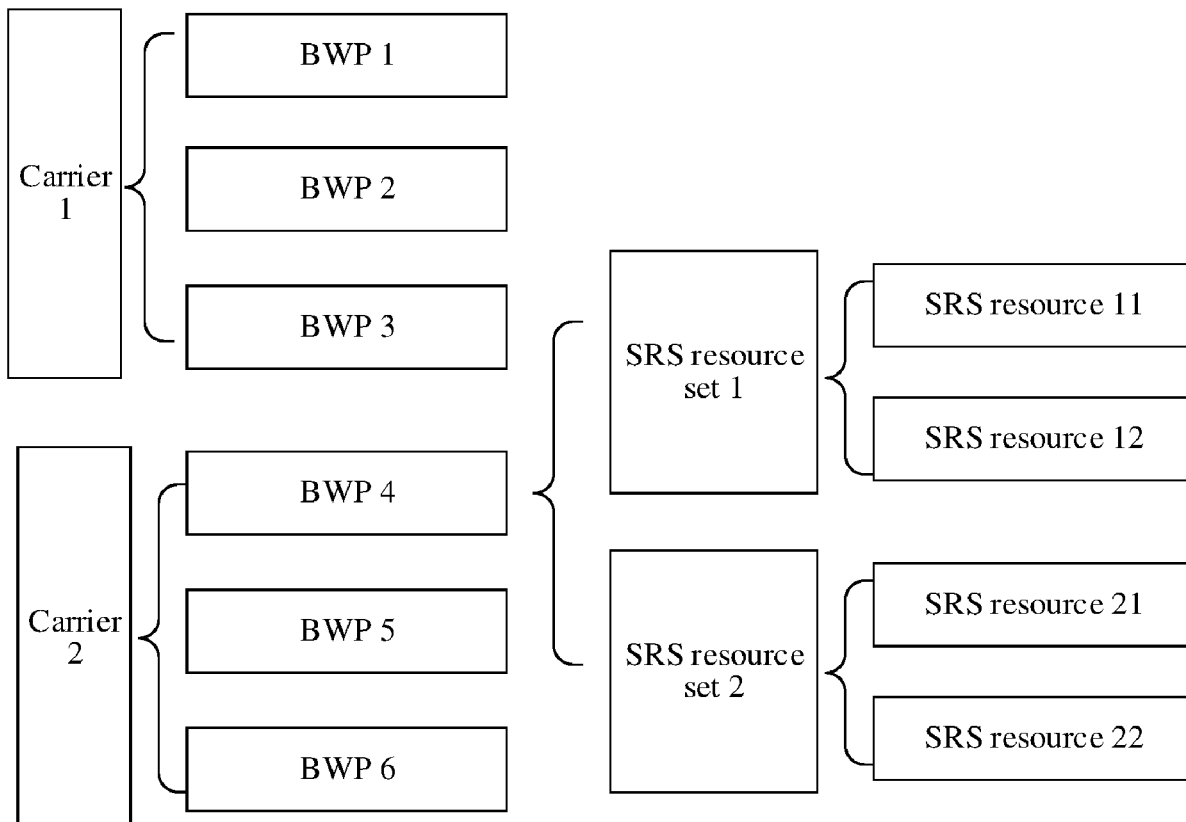 Carrier
1
BWP 1
BWP 2
BWP 3
Carrier
2
BWP 4
BWP 5
BWP 6
SRS resource
set 1
SRS resource 11
SRS resource 12
SRS resource
set 2
SRS resource 21
SRS resource 22